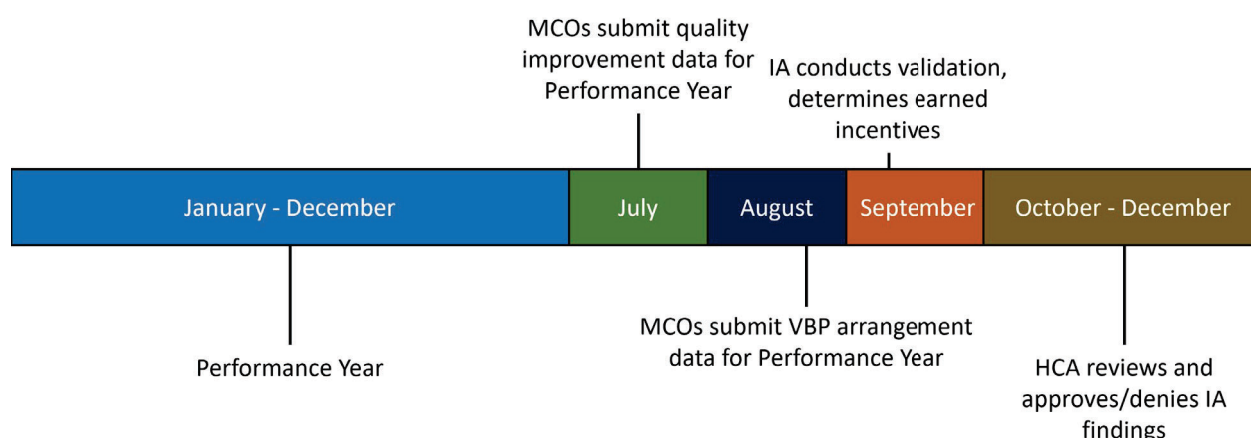 MCOs submit quality
improvement data for
Performance Year
IA conducts validation,
determines earned
incentives
January - December
July
August
September
October - December
Performance Year
MCOs submit VBP arrangement
data for Performance Year
HCA reviews and
approves/denies IA
findings